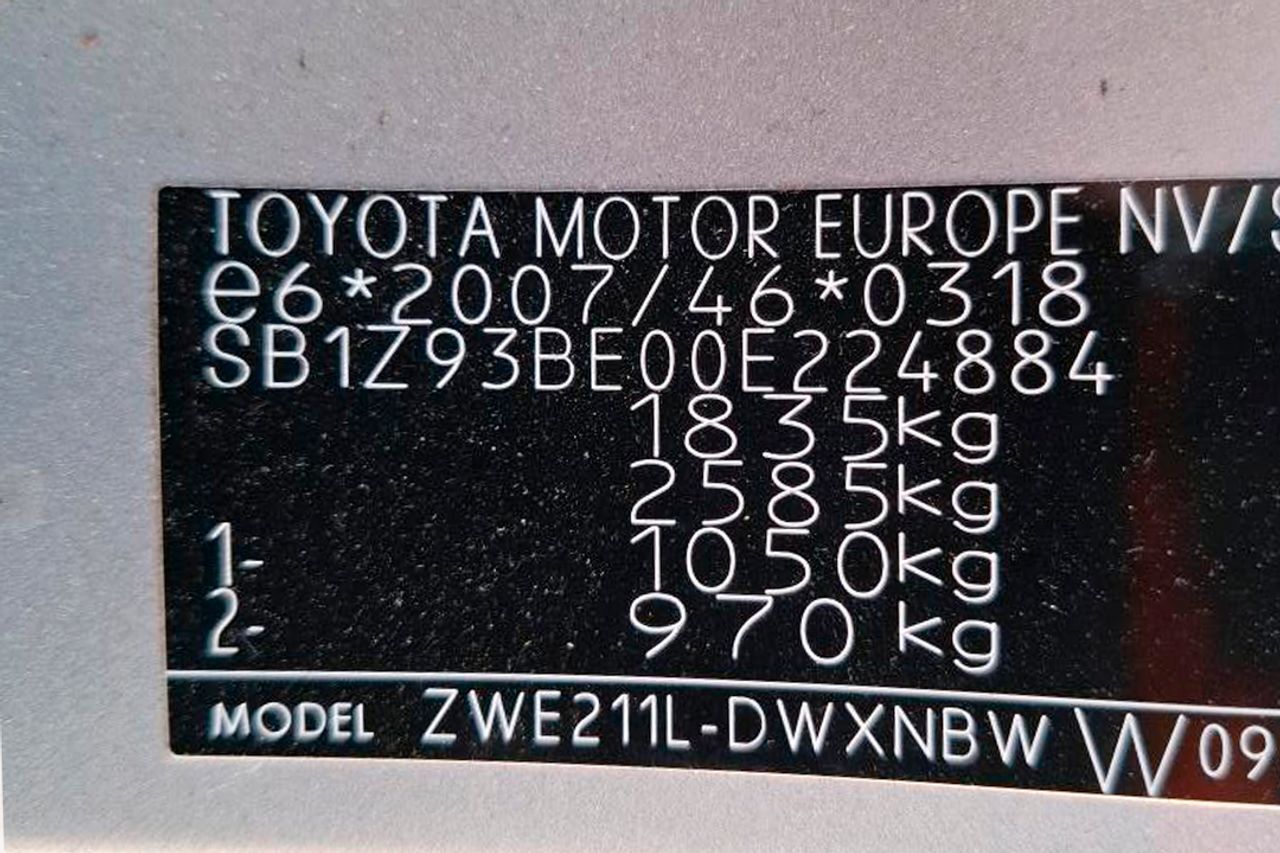 TOYOTA MOTOR EUROPE NV/S
e6*2007/46*0318
SB1Z93BE00E224884
1835kg
2585kg
1- 1050kg
2- 970 kg
MODEL ZWE211L-DWXNBW W09